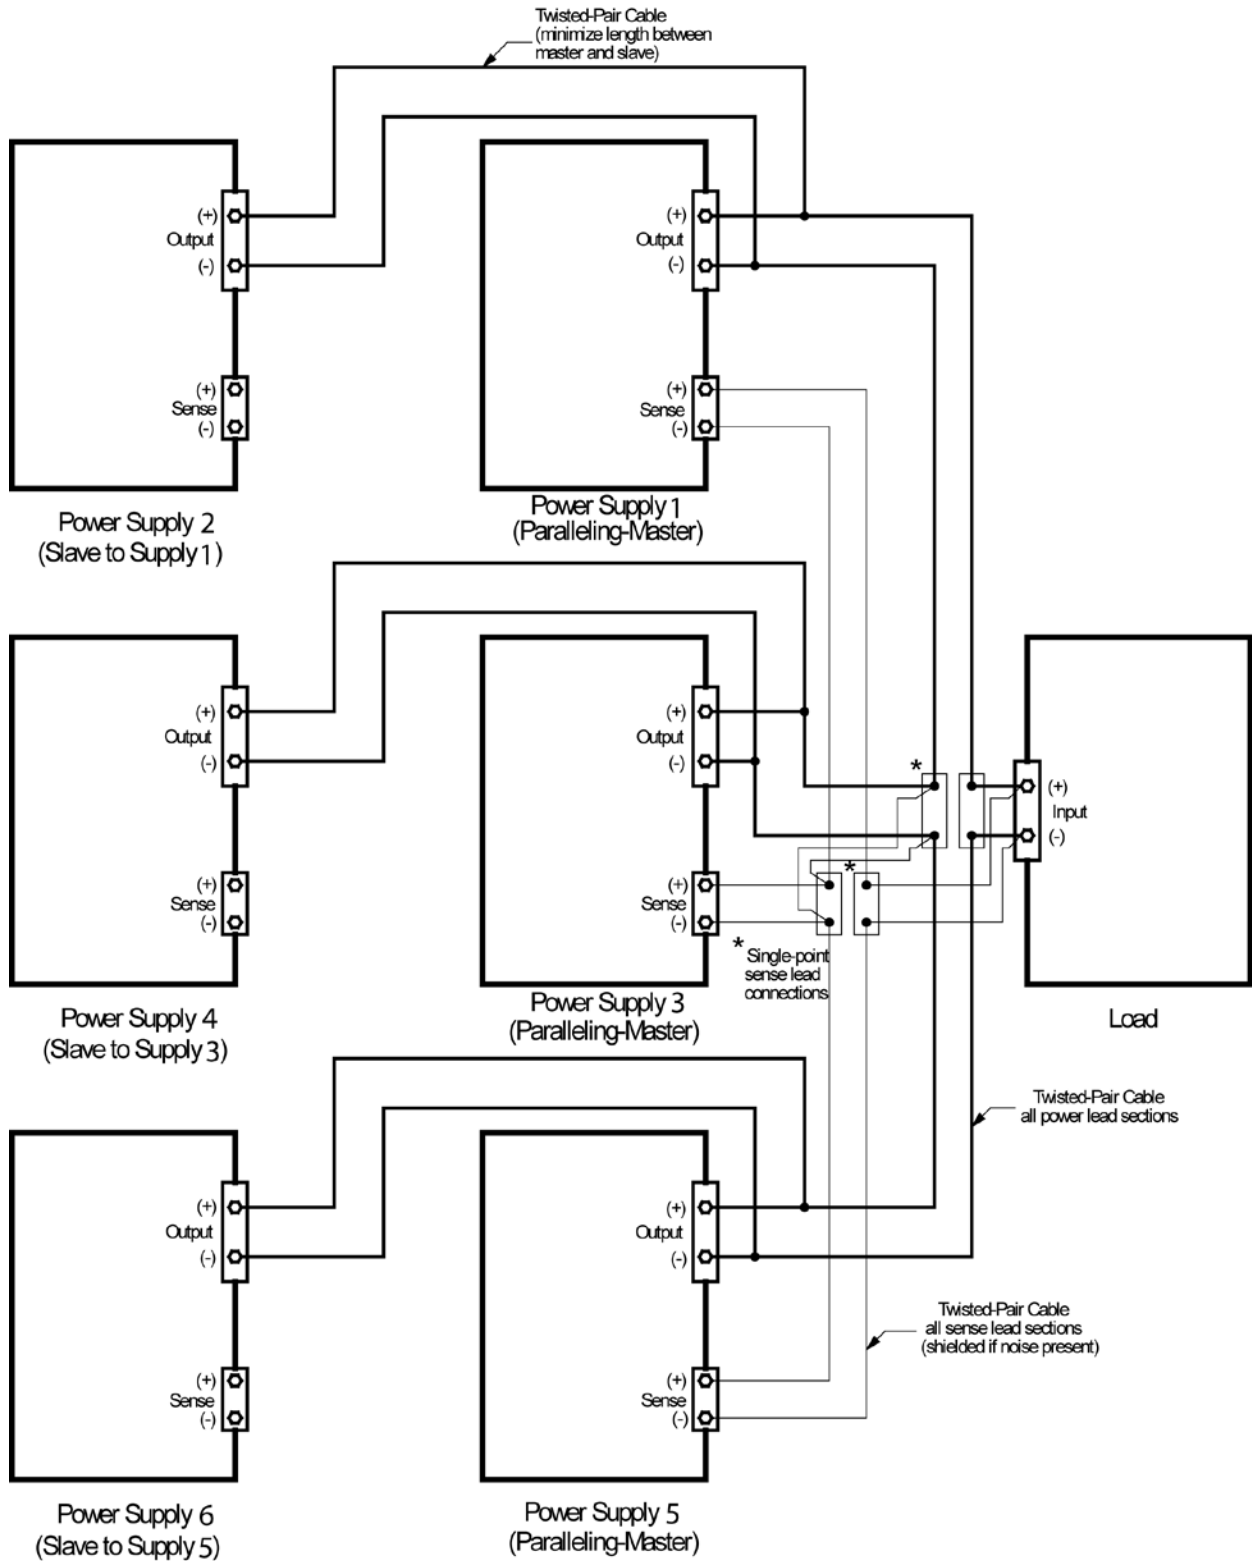 Twisted-Pair Cable
(minimize length between
master and slave)
(+)
Output
(-)
(+)
Sense
(-)
Power Supply 2
(Slave to Supply 1)
(+)
Output
(-)
(+)
Sense
(-)
Power Supply 1
(Paralleling-Master)
(+)
Output
(-)
(+)
Sense
(-)
Power Supply 4
(Slave to Supply 3)
(+)
Output
(-)
(+)
Sense
(-)
Power Supply 3
(Paralleling-Master)
*
*
* Single-point
sense lead
connections
(+)
Input
(-)
Load
Twisted-Pair Cable
all power lead sections
(+)
Output
(-)
(+)
Sense
(-)
Power Supply 6
(Slave to Supply 5)
(+)
Output
(-)
(+)
Sense
(-)
Power Supply 5
(Paralleling-Master)
Twisted-Pair Cable
all sense lead sections
(shielded if noise present)